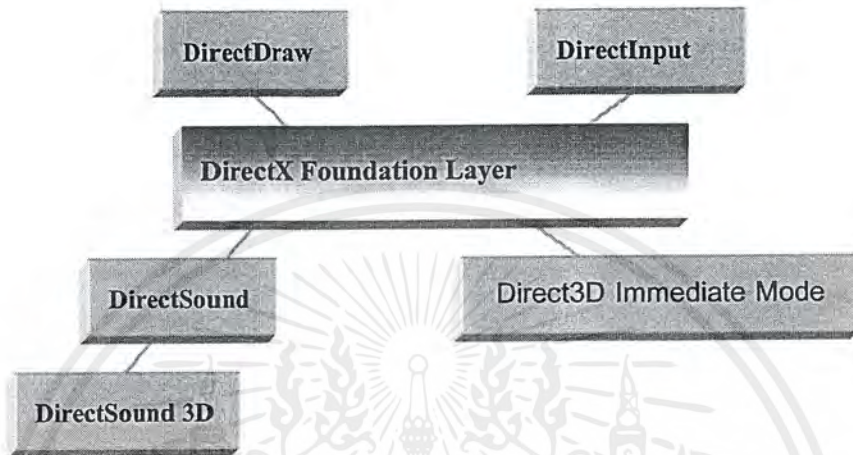 DirectDraw
DirectInput
DirectX Foundation Layer
DirectSound
Direct3D Immediate Mode
DirectSound 3D